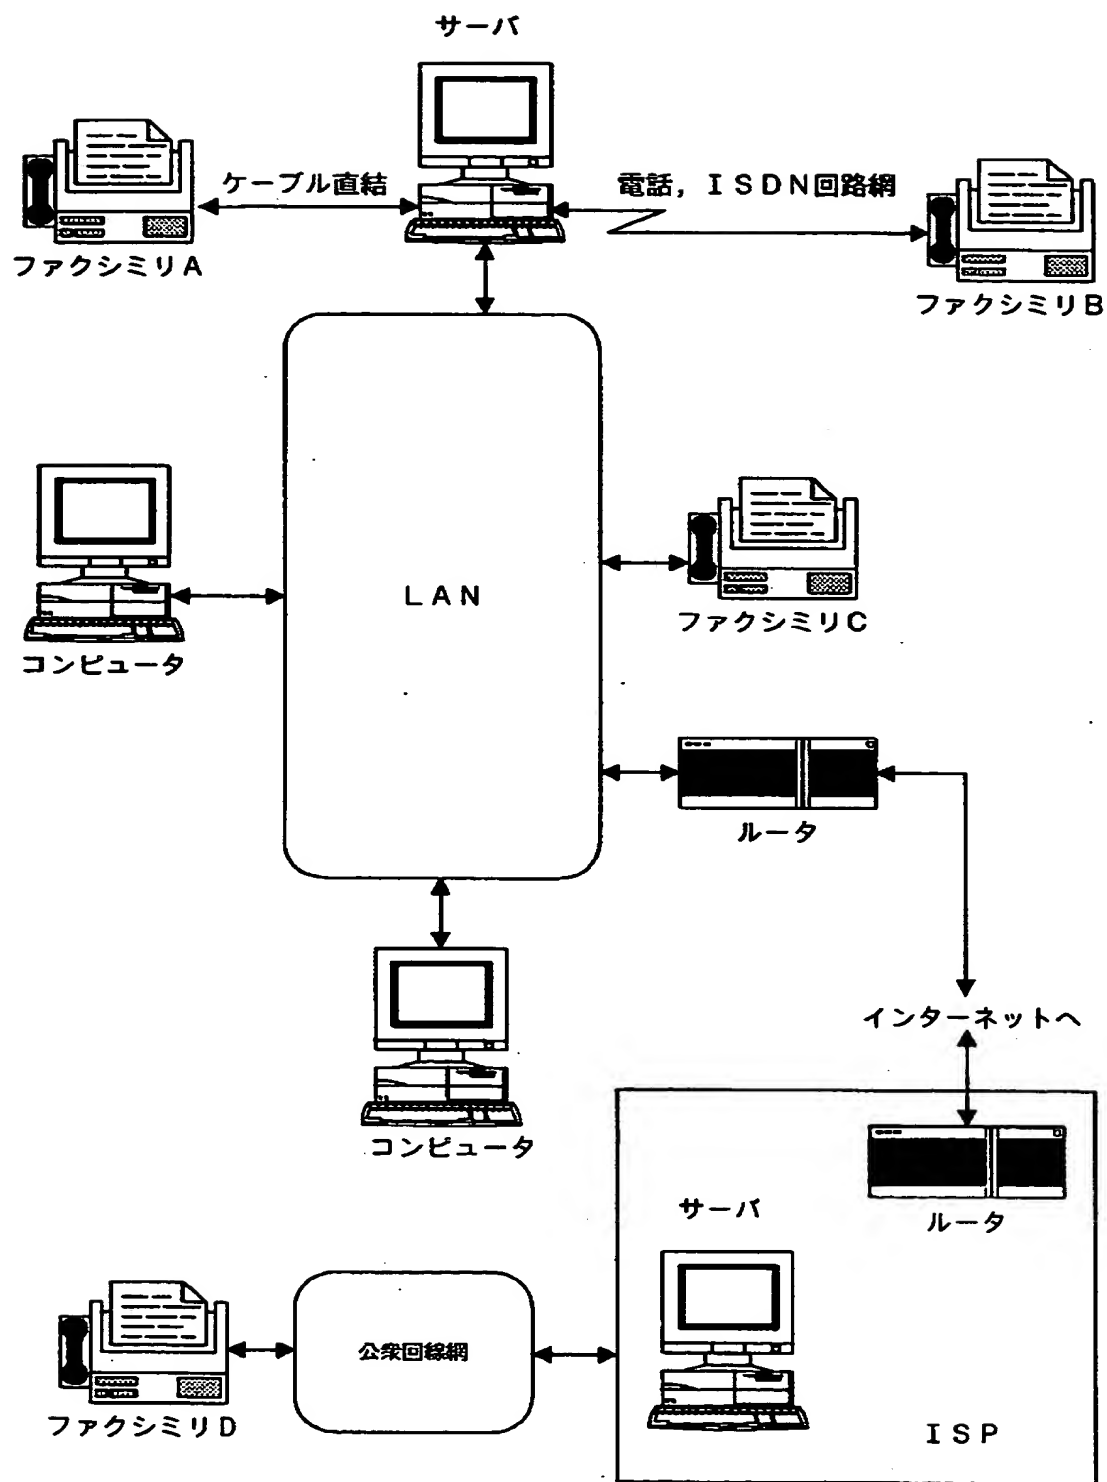 サーバ
ケーブル直結
電話，ＩＳＤＮ回路網
ファクシミリA
ファクシミリB
LAN
コンピュータ
ファクシミリC
ルータ
インターネットへ
コンピュータ
サーバ
ルータ
公衆回線網
ファクシミリD
ISP